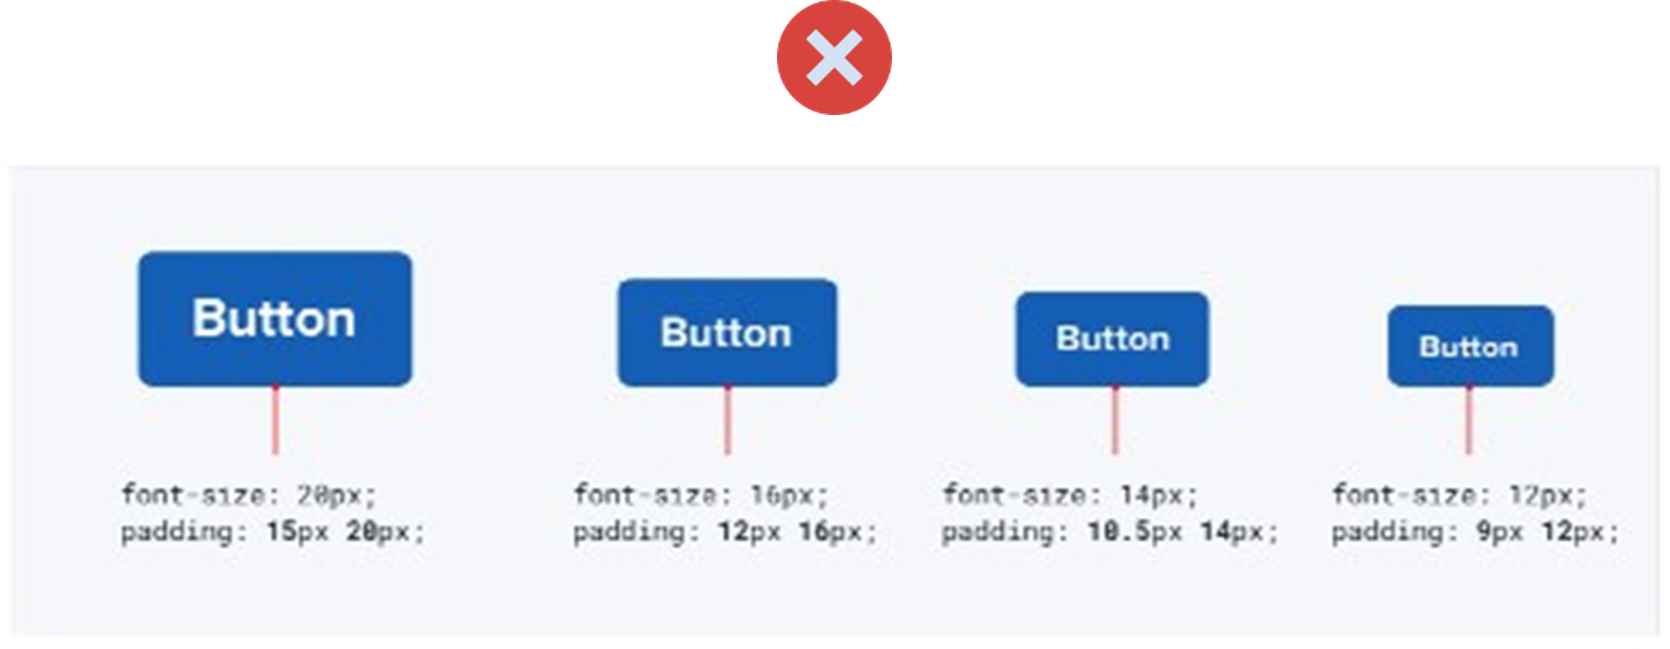 Button
Button
Button
Button
font-size: 20px;
padding: 15px 20px;
font-size: 16px;
padding: 12px 16px;
font-size: 14px;
padding: 10.5px 14px;
font-size: 12px;
padding: 9px 12px;